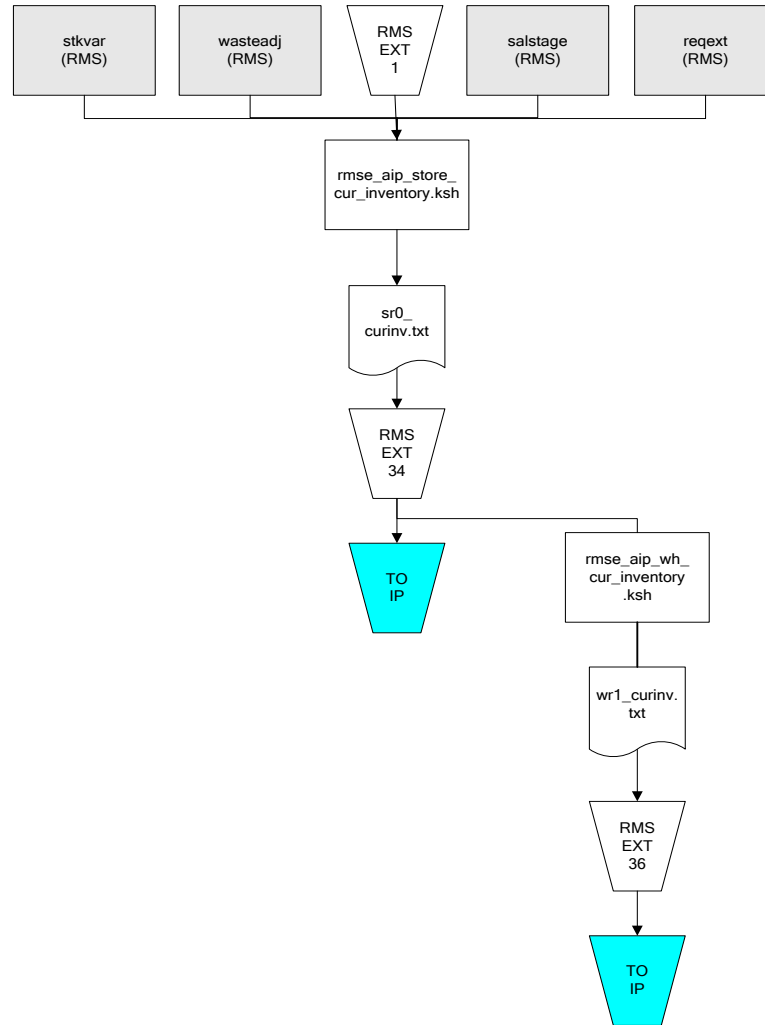 stkvar
(RMS)
wasteadj
(RMS)
RMS
EXT
1
salstage
(RMS)
reqext
(RMS)
rmse_aip_store_
cur_inventory.ksh
sr0_
curinv.txt
RMS
EXT
34
TO
IP
rmse_aip_wh_
cur_inventory
.ksh
wr1_curinv.
txt
RMS
EXT
36
TO
IP